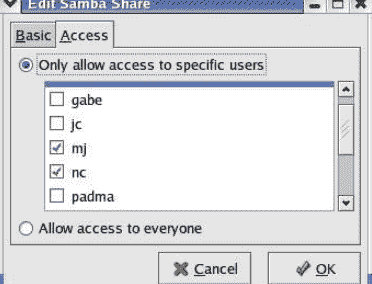 Edit Samba Share
Basic Access
Only allow access to specific users
gabe
jc
mj
nc
padma
Allow access to everyone
Cancel OK